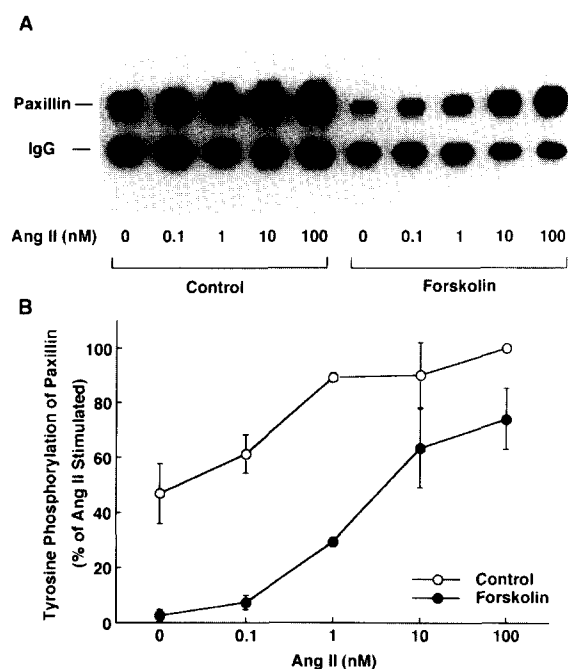 A
Paxillin
IgG
Ang II (nM) 0 0.1 1 10 100 0 0.1 1 10 100
Control Forskolin
B
Tyrosine Phosphorylation of Paxillin
(% of Ang II Stimulated)
100
80
60
40
20
0
Control
Forskolin
0 0.1 1 10 100
Ang II (nM)